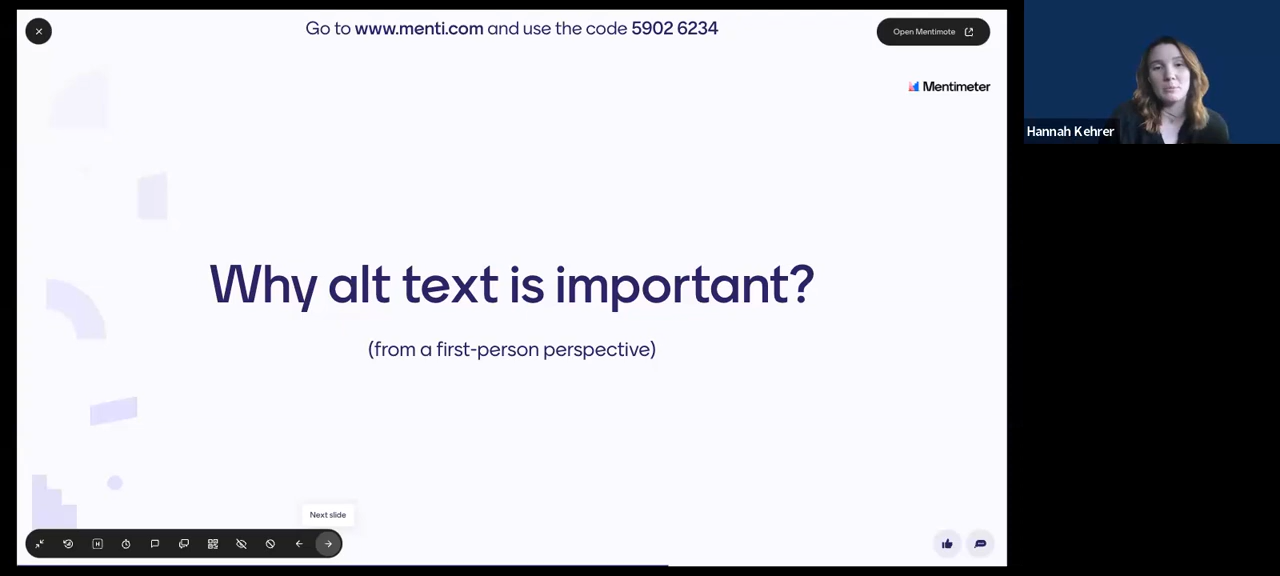 Go to www.menti.com and use the code 5902 6234
Open Mentimote
Mentimeter
Hannah Kehrer
Why alt text is important?
(from a first-person perspective)
Next slide
H